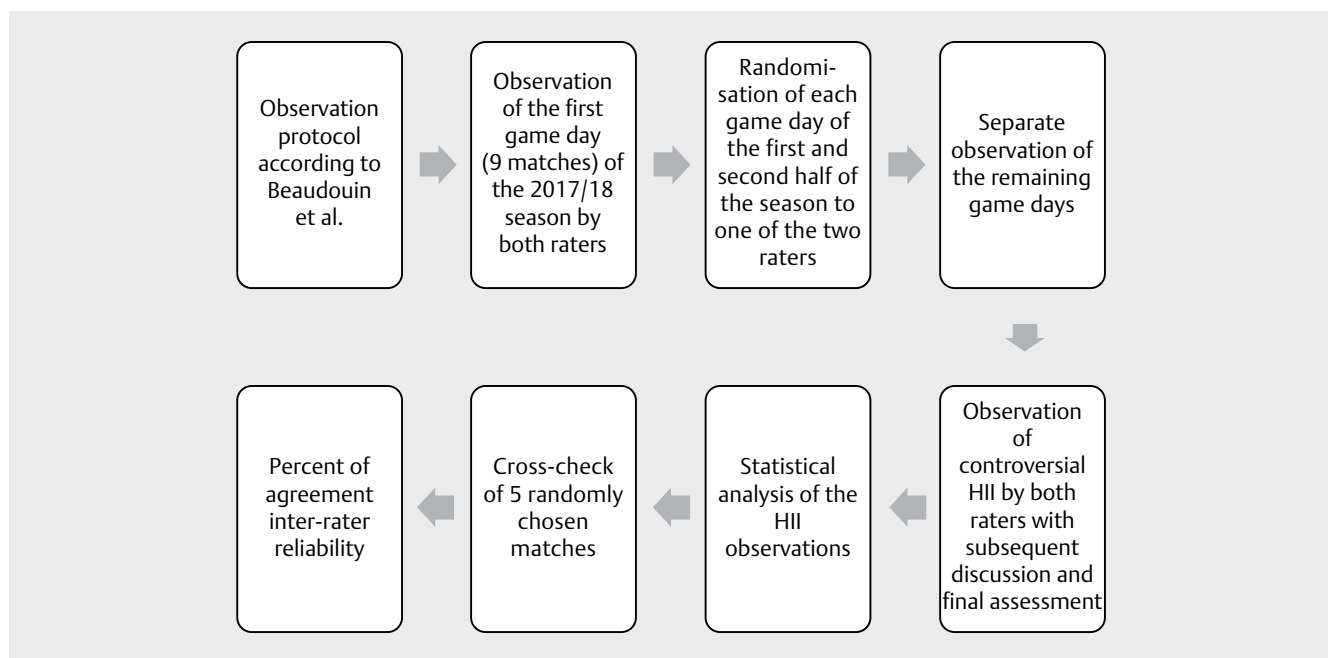 Observation
protocol
according to
Beaudouin
et al.
Observation
of the first
game day
(9 matches) of
the 2017/18
season by
both raters
Randomi-
sation of each
game day of
the first and
second half of
the season to
one of the two
raters
Separate
observation of
the remaining
game days
Observation
of
controversial
HII by both
raters with
subsequent
discussion and
final assessment
Statistical
analysis of the
HII
observations
Cross-check
of 5 randomly
chosen
matches
Percent of
agreement
inter-rater
reliability